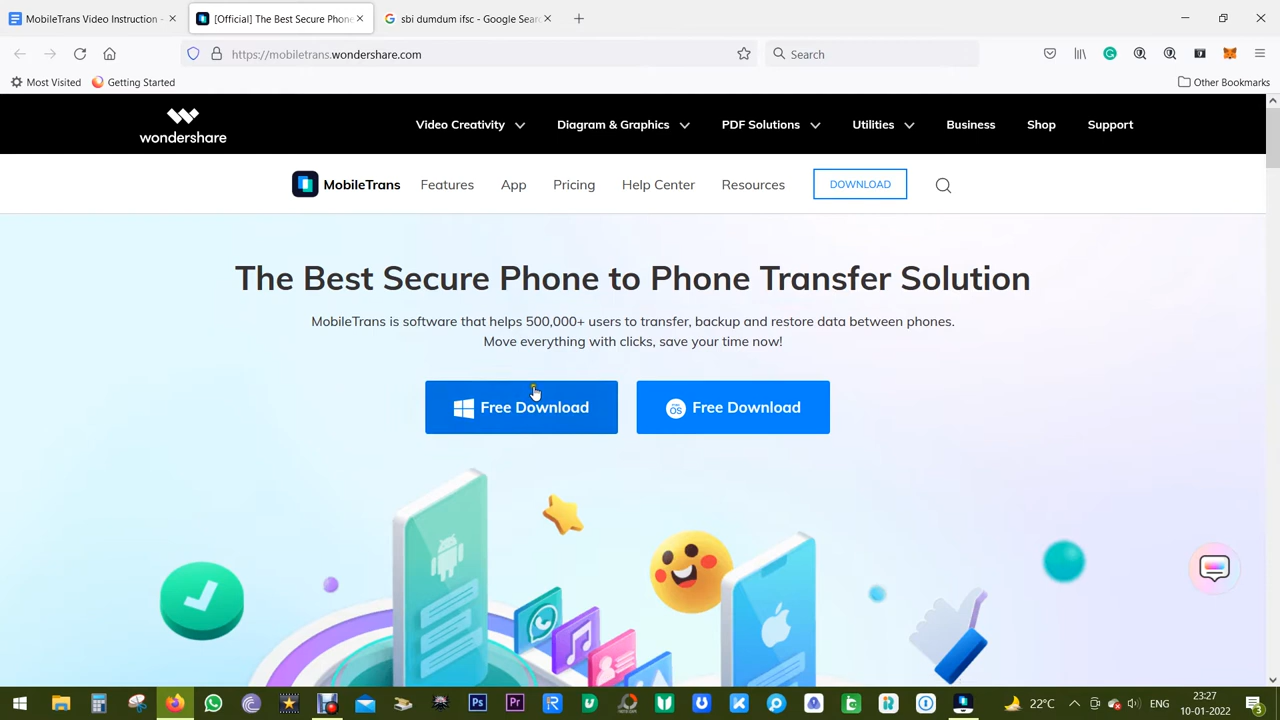 MobileTrans Video Instruction -
[Official] The Best Secure Phone
sbi dumdum ifsc - Google Sear
https://mobiletrans.wondershare.com
Search
Most Visited
Getting Started
Other Bookmarks
wondershare
Video Creativity
Diagram & Graphics
PDF Solutions
Utilities
Business
Shop
Support
MobileTrans
Features
App
Pricing
Help Center
Resources
DOWNLOAD
The Best Secure Phone to Phone Transfer Solution
MobileTrans is software that helps 500,000+ users to transfer, backup and restore data between phones.
Move everything with clicks, save your time now!
Free Download
Free Download
22°C
ENG
23:27
10-01-2022